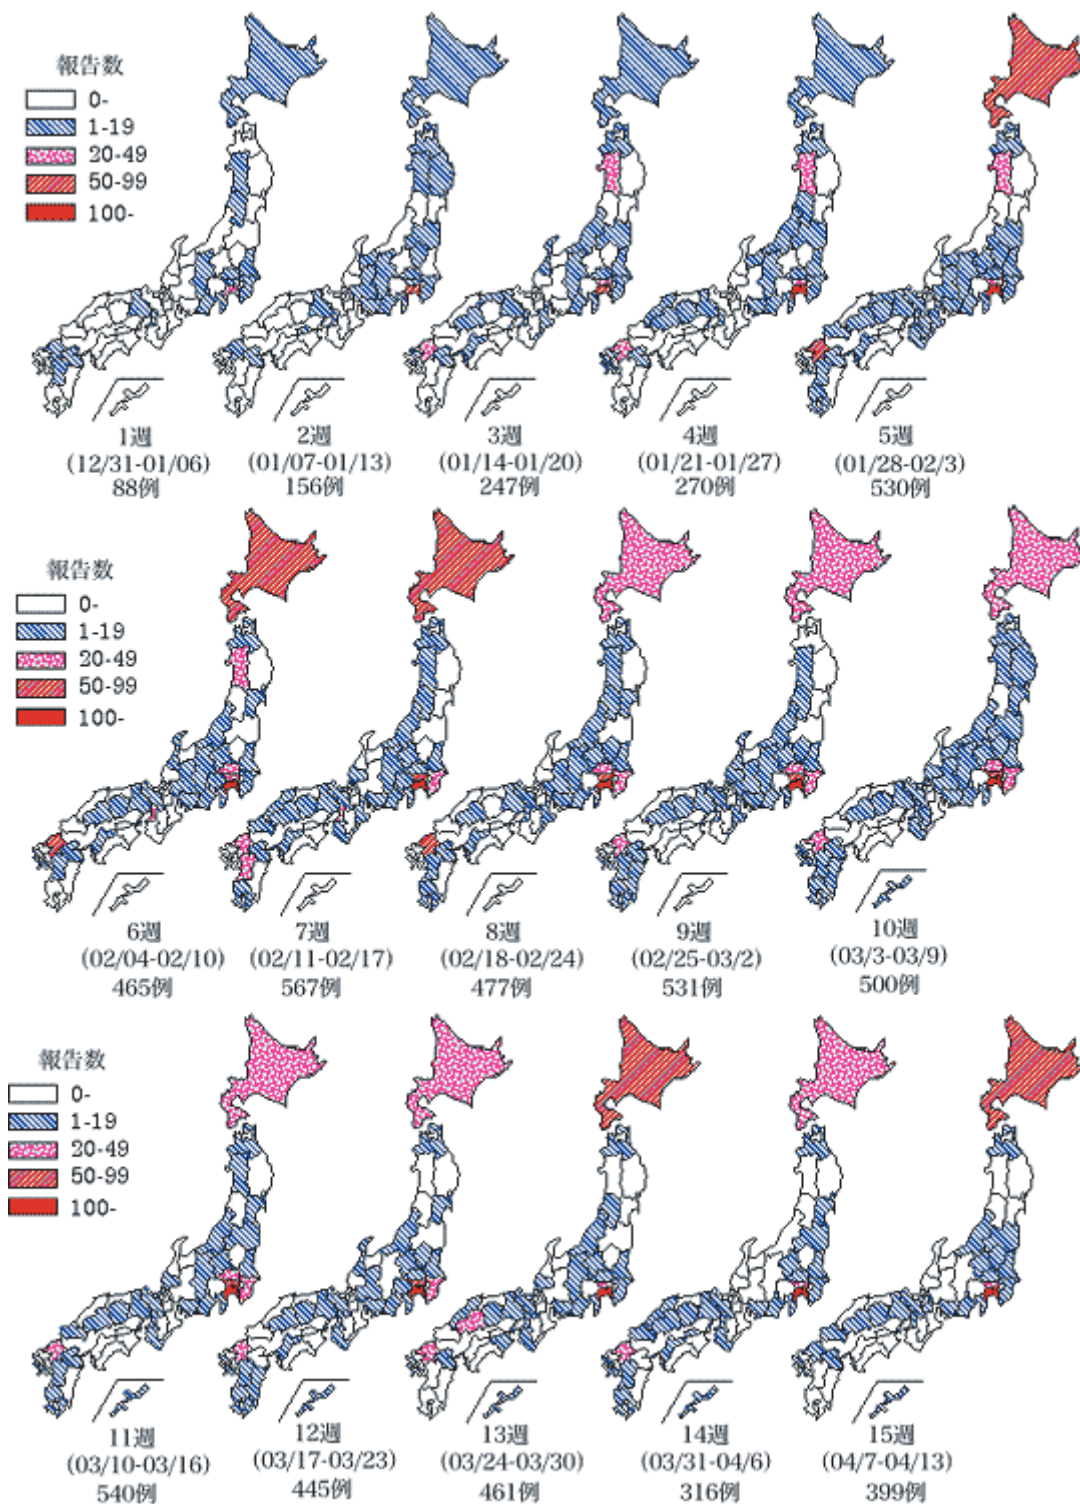 報告数
0-
1-19
20-49
50-99
100-
1週
(12/31-01/06)
88例
2週
(01/07-01/13)
156例
3週
(01/14-01/20)
247例
4週
(01/21-01/27)
270例
5週
(01/28-02/3)
530例
報告数
0-
1-19
20-49
50-99
100-
6週
(02/04-02/10)
465例
7週
(02/11-02/17)
567例
8週
(02/18-02/24)
477例
9週
(02/25-03/2)
531例
10週
(03/3-03/9)
500例
報告数
0-
1-19
20-49
50-99
100-
11週
(03/10-03/16)
540例
12週
(03/17-03/23)
445例
13週
(03/24-03/30)
461例
14週
(03/31-04/6)
316例
15週
(04/7-04/13)
399例